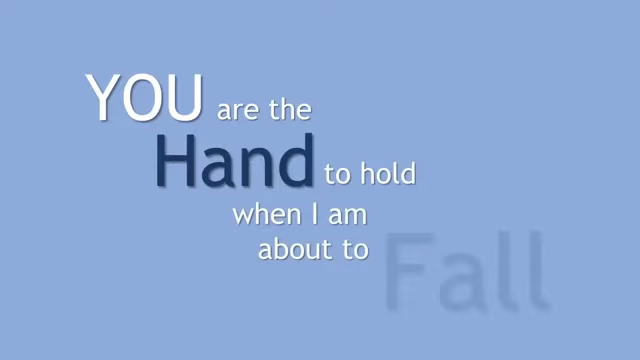 YOU are the
Hand to hold
when I am
about to
Fall